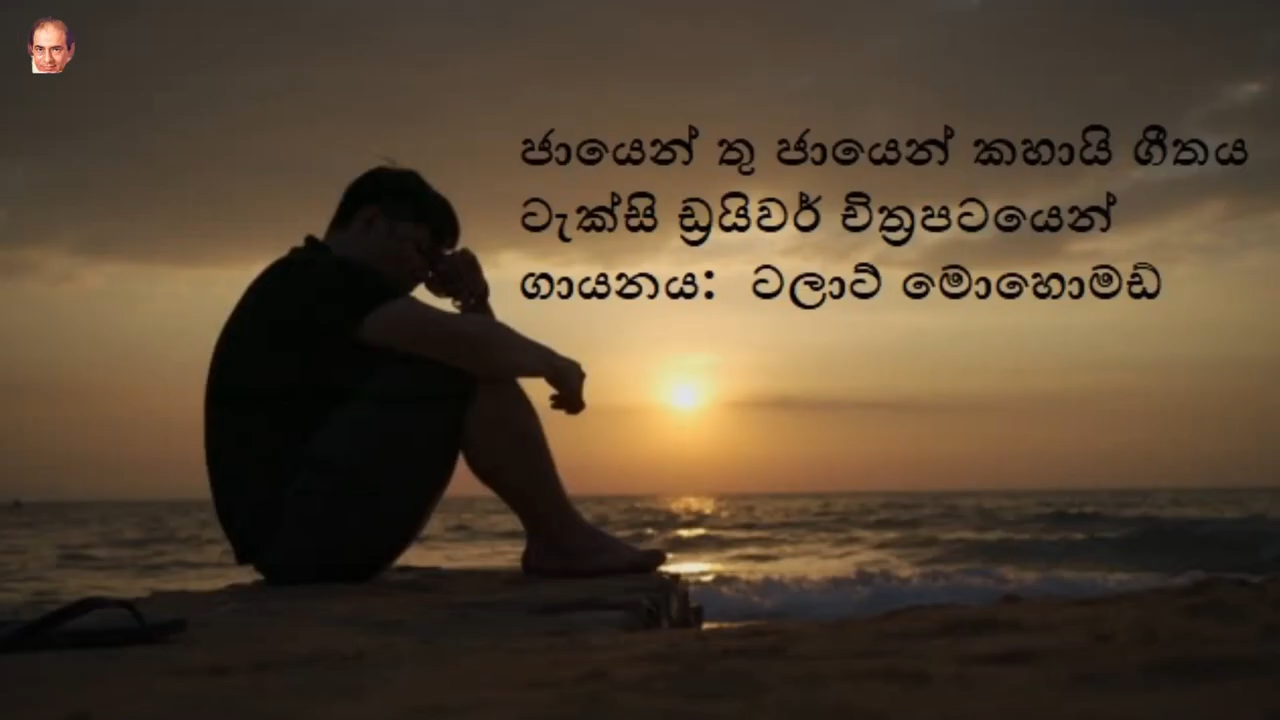 ජායෙන් තු ජායෙන් කහායි ගීතය
ටැක්සි ඩ්‍රයිවර් චිත්‍රපටයෙන්
ගායනය:  ටලාට් මොහොමඩ්